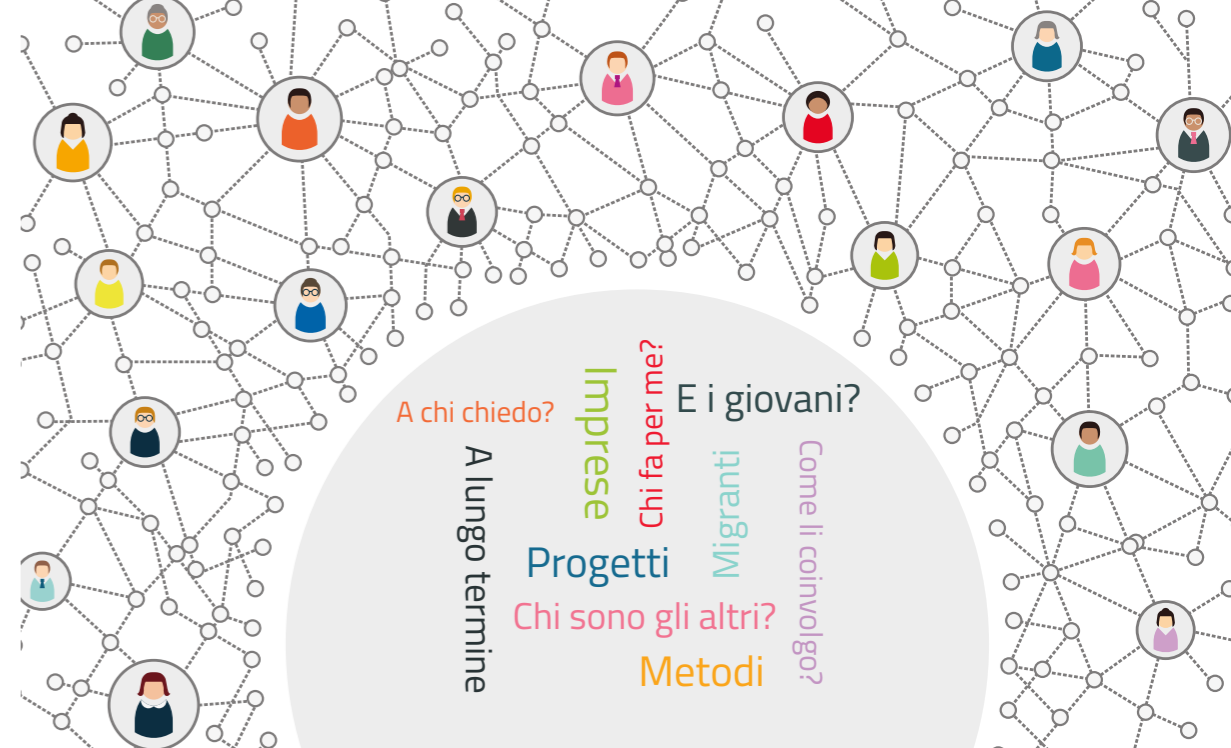 A chi chiedo?
Imprese
Chi fa per me?
E i giovani?
A lungo termine
Migranti
Come li coinvolgo?
Progetti
Chi sono gli altri?
Metodi